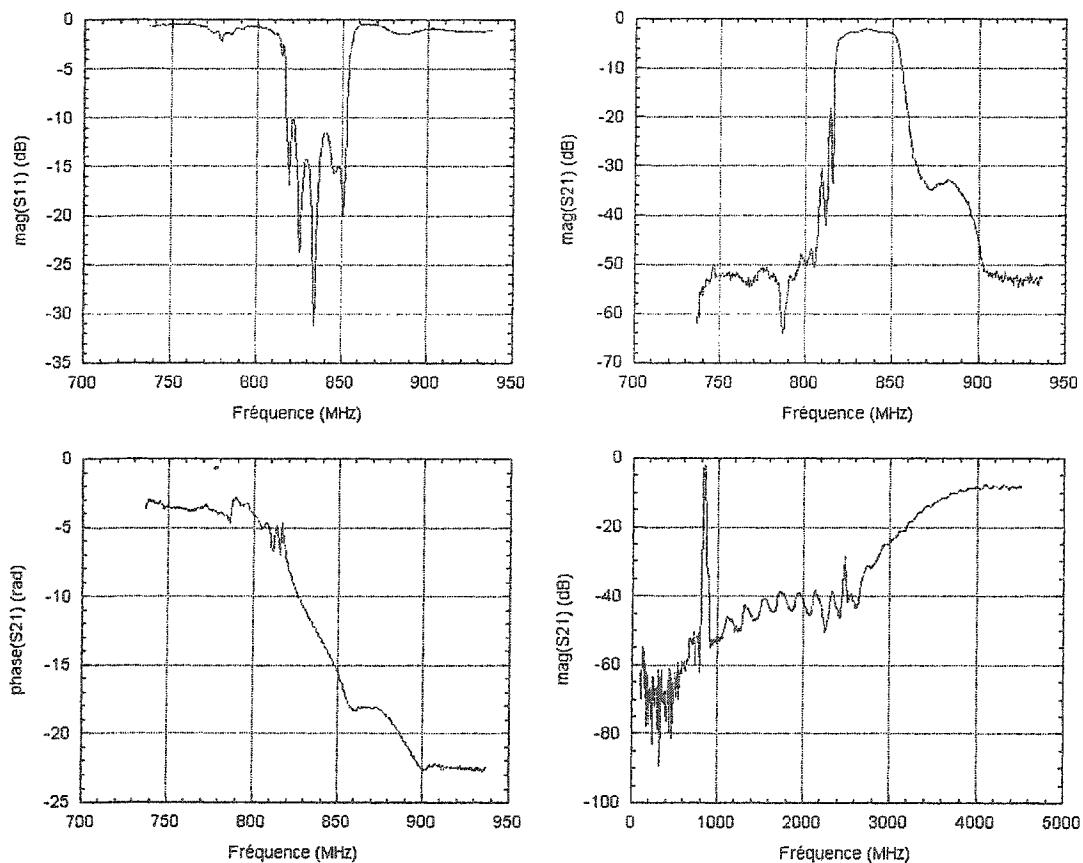 0
-5
-10
-15
-20
-25
-30
-35
700 750 800 850 900 950
mag(S11) (dB)
Fréquence (MHz)
0
-10
-20
-30
-40
-50
-60
-70
700 750 800 850 900 950
mag(S21) (dB)
Fréquence (MHz)
0
-5
-10
-15
-20
-25
700 750 800 850 900 950
phase(S21) (rad)
Fréquence (MHz)
0
-20
-40
-60
-80
-100
0 1000 2000 3000 4000 5000
mag(S21) (dB)
Fréquence (MHz)